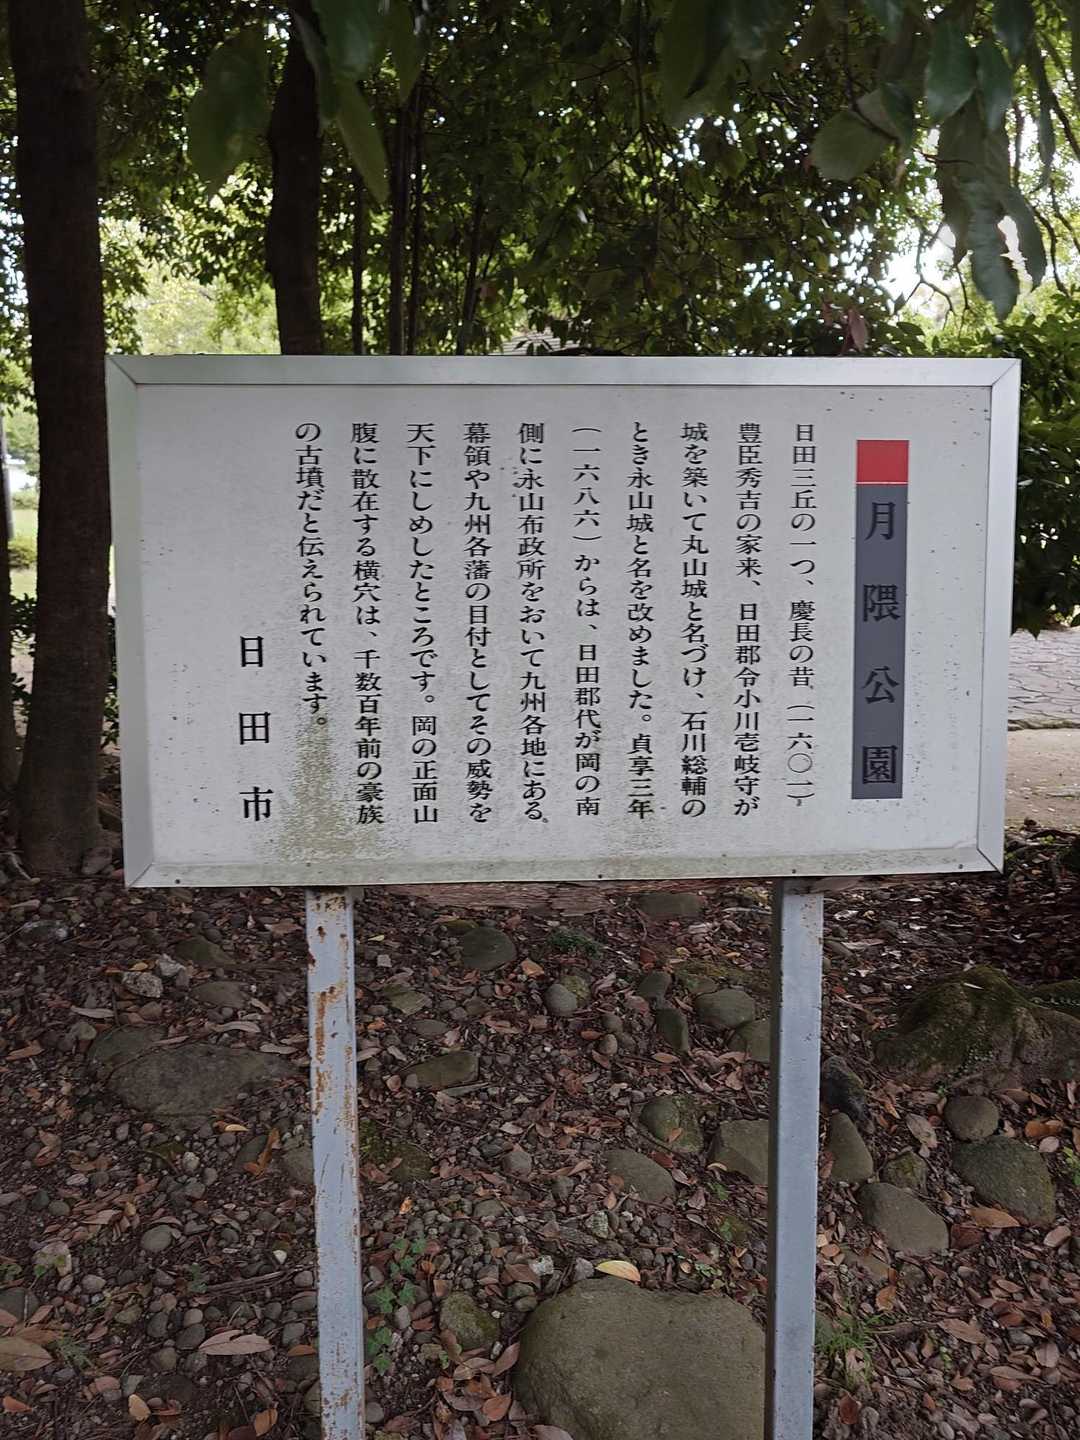 月隈公園
日田三丘の一つ、慶長の昔（一六〇一）
豊臣秀吉の家来、日田郡令小川壱岐守が
城を築いて丸山城と名づけ、石川総輔の
とき永山城と名を改めました。貞享三年
（一六八六）からは、日田郡代が岡の南
側に永山布政所をおいて九州各地にある
幕領や九州各藩の目付としてその威勢を
天下にしめしたところです。岡の正面山
腹に散在する横穴は、千数百年前の豪族
の古墳だと伝えられています。
日田市